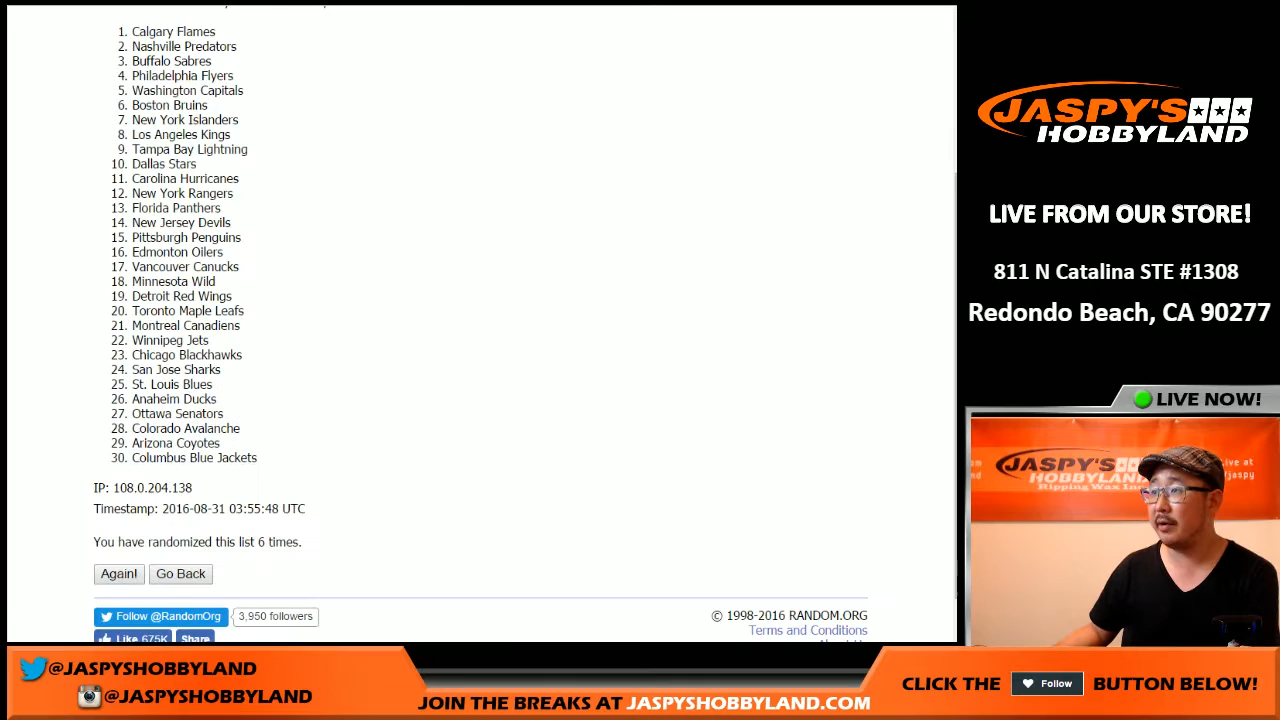 1. Calgary Flames
2. Nashville Predators
3. Buffalo Sabres
4. Philadelphia Flyers
5. Washington Capitals
6. Boston Bruins
7. New York Islanders
8. Los Angeles Kings
9. Tampa Bay Lightning
10. Dallas Stars
11. Carolina Hurricanes
12. New York Rangers
13. Florida Panthers
14. New Jersey Devils
15. Pittsburgh Penguins
16. Edmonton Oilers
17. Vancouver Canucks
18. Minnesota Wild
19. Detroit Red Wings
20. Toronto Maple Leafs
21. Montreal Canadiens
22. Winnipeg Jets
23. Chicago Blackhawks
24. San Jose Sharks
25. St. Louis Blues
26. Anaheim Ducks
27. Ottawa Senators
28. Colorado Avalanche
29. Arizona Coyotes
30. Columbus Blue Jackets
IP: 108.0.204.138
Timestamp: 2016-08-31 03:55:48 UTC
You have randomized this list 6 times.
Again! Go Back
Follow @RandomOrg 3,950 followers
Like 675K Share
© 1998-2016 RANDOM.ORG
Terms and Conditions
JASPY'S
HOBBYLAND
LIVE FROM OUR STORE!
811 N Catalina STE #1308
Redondo Beach, CA 90277
LIVE NOW!
JASPY'S
HOBBYLAND
Ripping Wax
Live at
/jaspy
@JASPYSHOBBYLAND
@JASPYSHOBBYLAND
JOIN THE BREAKS AT JASPYSHOBBYLAND.COM
CLICK THE Follow BUTTON BELOW!